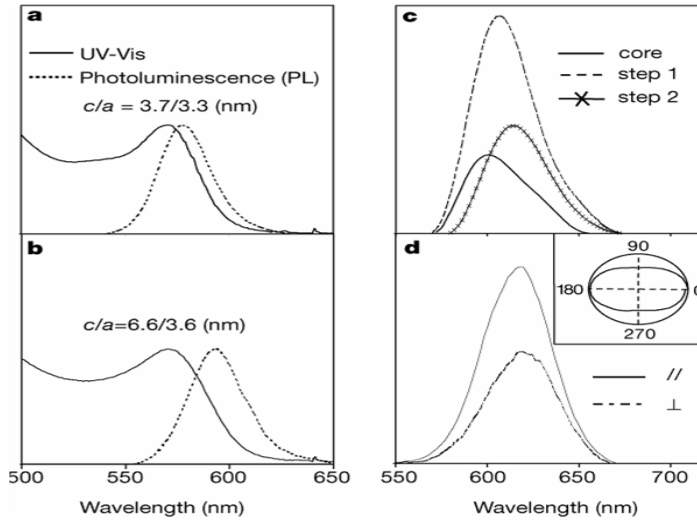 a
UV-Vis
Photoluminescence (PL)
c/a = 3.7/3.3 (nm)
b
c/a=6.6/3.6 (nm)
500 550 600 650
Wavelength (nm)
c
core
step 1
step 2
d
90
180 0
270
//
⊥
550 600 650 700
Wavelength (nm)